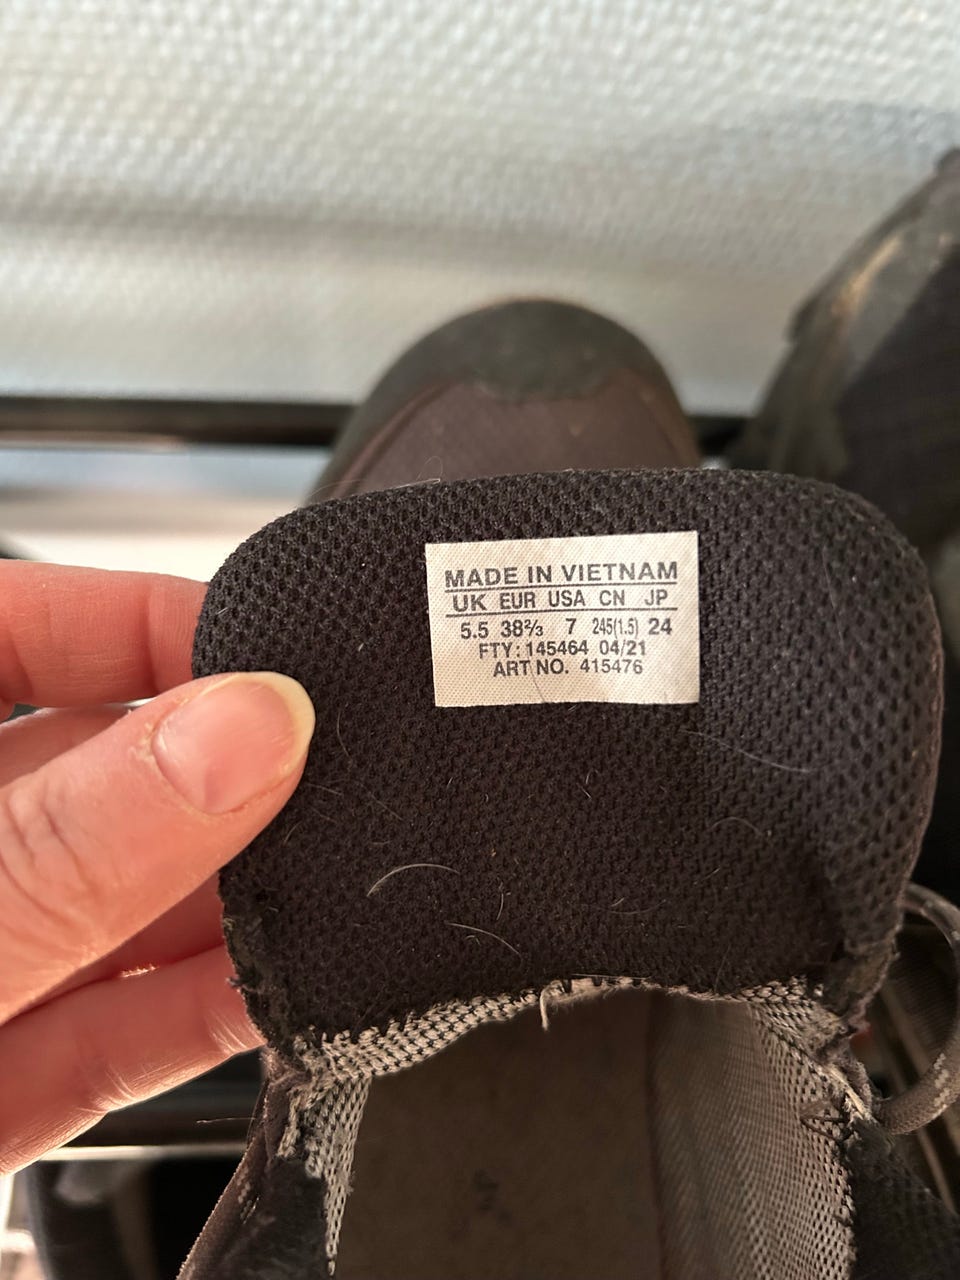 MADE IN VIETNAM
UK EUR USA CN JP
5.5 38⅔ 7 245(1.5) 24
FTY: 145464 04/21
ART NO. 415476